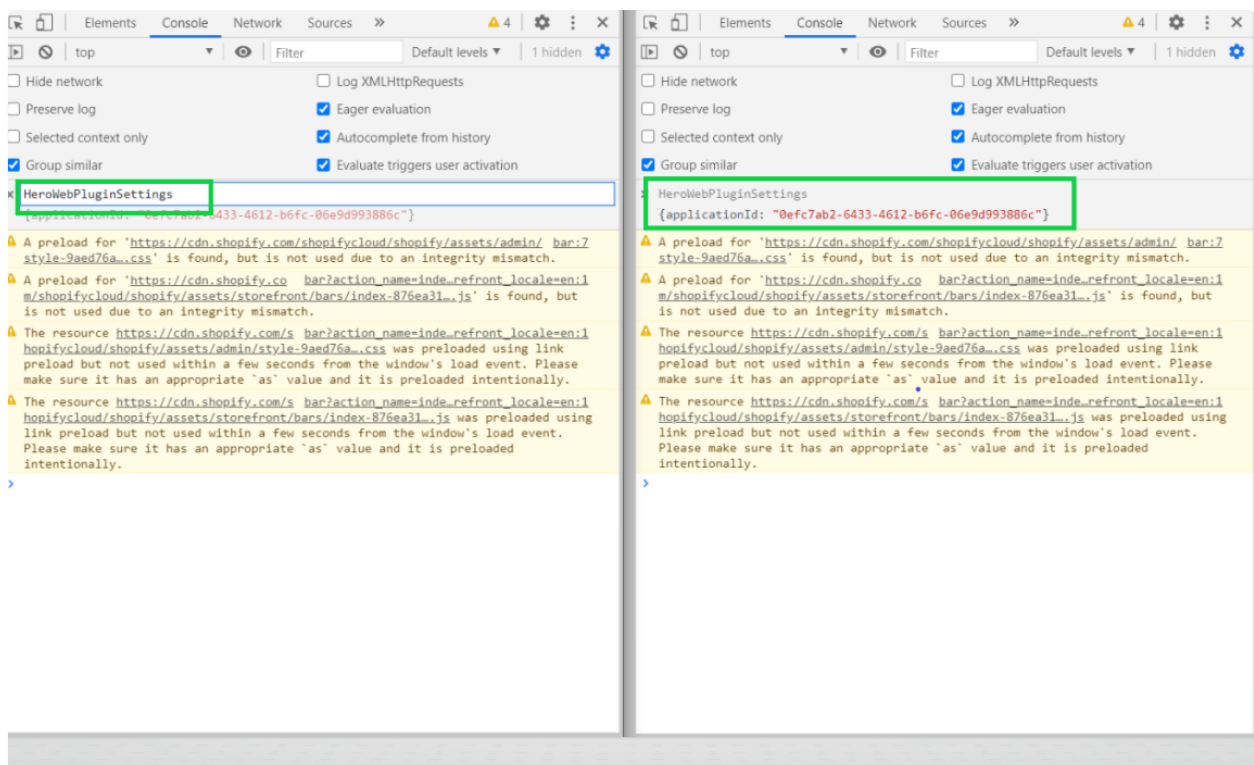 Elements Console Network Sources » 4
top Filter Default levels ▼ 1 hidden
Hide network Log XMLHttpRequests
Preserve log Eager evaluation
Selected context only Autocomplete from history
Group similar Evaluate triggers user activation
HeroWebPluginSettings
{applicationId: "0efc7ab2-6433-4612-b6fc-06e9d993886c"}
A preload for 'https://cdn.shopify.com/shopifycloud/shopify/assets/admin/ bar:7
style-9aed76a….css' is found, but is not used due to an integrity mismatch.
A preload for 'https://cdn.shopify.co bar?action_name=inde…refront_locale=en:1
m/shopifycloud/shopify/assets/storefront/bars/index-876ea31….js' is found, but
is not used due to an integrity mismatch.
The resource https://cdn.shopify.com/s bar?action_name=inde…refront_locale=en:1
hopifycloud/shopify/assets/admin/style-9aed76a….css was preloaded using link
preload but not used within a few seconds from the window's load event. Please
make sure it has an appropriate `as` value and it is preloaded intentionally.
The resource https://cdn.shopify.com/s bar?action_name=inde…refront_locale=en:1
hopifycloud/shopify/assets/storefront/bars/index-876ea31….js was preloaded using
link preload but not used within a few seconds from the window's load event.
Please make sure it has an appropriate `as` value and it is preloaded
intentionally.
Elements Console Network Sources » 4
top Filter Default levels ▼ 1 hidden
Hide network Log XMLHttpRequests
Preserve log Eager evaluation
Selected context only Autocomplete from history
Group similar Evaluate triggers user activation
HeroWebPluginSettings
{applicationId: "0efc7ab2-6433-4612-b6fc-06e9d993886c"}
A preload for 'https://cdn.shopify.com/shopifycloud/shopify/assets/admin/ bar:7
style-9aed76a….css' is found, but is not used due to an integrity mismatch.
A preload for 'https://cdn.shopify.co bar?action_name=inde…refront_locale=en:1
m/shopifycloud/shopify/assets/storefront/bars/index-876ea31….js' is found, but
is not used due to an integrity mismatch.
The resource https://cdn.shopify.com/s bar?action_name=inde…refront_locale=en:1
hopifycloud/shopify/assets/admin/style-9aed76a….css was preloaded using link
preload but not used within a few seconds from the window's load event. Please
make sure it has an appropriate `as` value and it is preloaded intentionally.
The resource https://cdn.shopify.com/s bar?action_name=inde…refront_locale=en:1
hopifycloud/shopify/assets/storefront/bars/index-876ea31….js was preloaded using
link preload but not used within a few seconds from the window's load event.
Please make sure it has an appropriate `as` value and it is preloaded
intentionally.